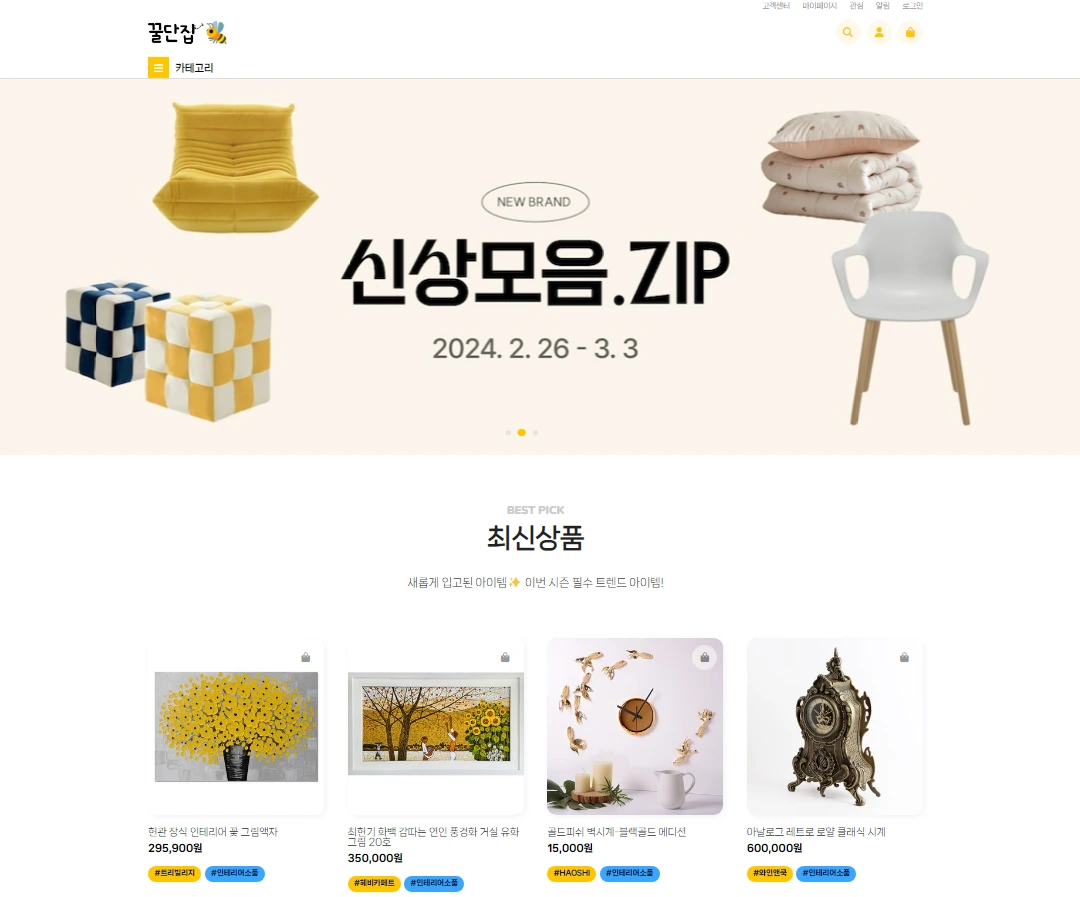 고객센터 마이페이지 관심 알림 로그인
꿀단집
카테고리
NEW BRAND
신상모음.ZIP
2024. 2. 26 - 3. 3
BEST PICK
최신상품
새롭게 입고된 아이템✨ 이번 시즌 필수 트렌드 아이템!
현관 장식 인테리어 꽃 그림액자
295,900원
#트리빌리지 #인테리어소품
최헌기 화백 감따는 연인 풍경화 거실 유화
그림 20호
350,000원
#헤비카페트 #인테리어소품
골드피쉬 벽시계-블랙골드 에디션
15,000원
#HAOSHI #인테리어소품
아날로그 레트로 로얄 클래식 시계
600,000원
#와인앤쿡 #인테리어소품